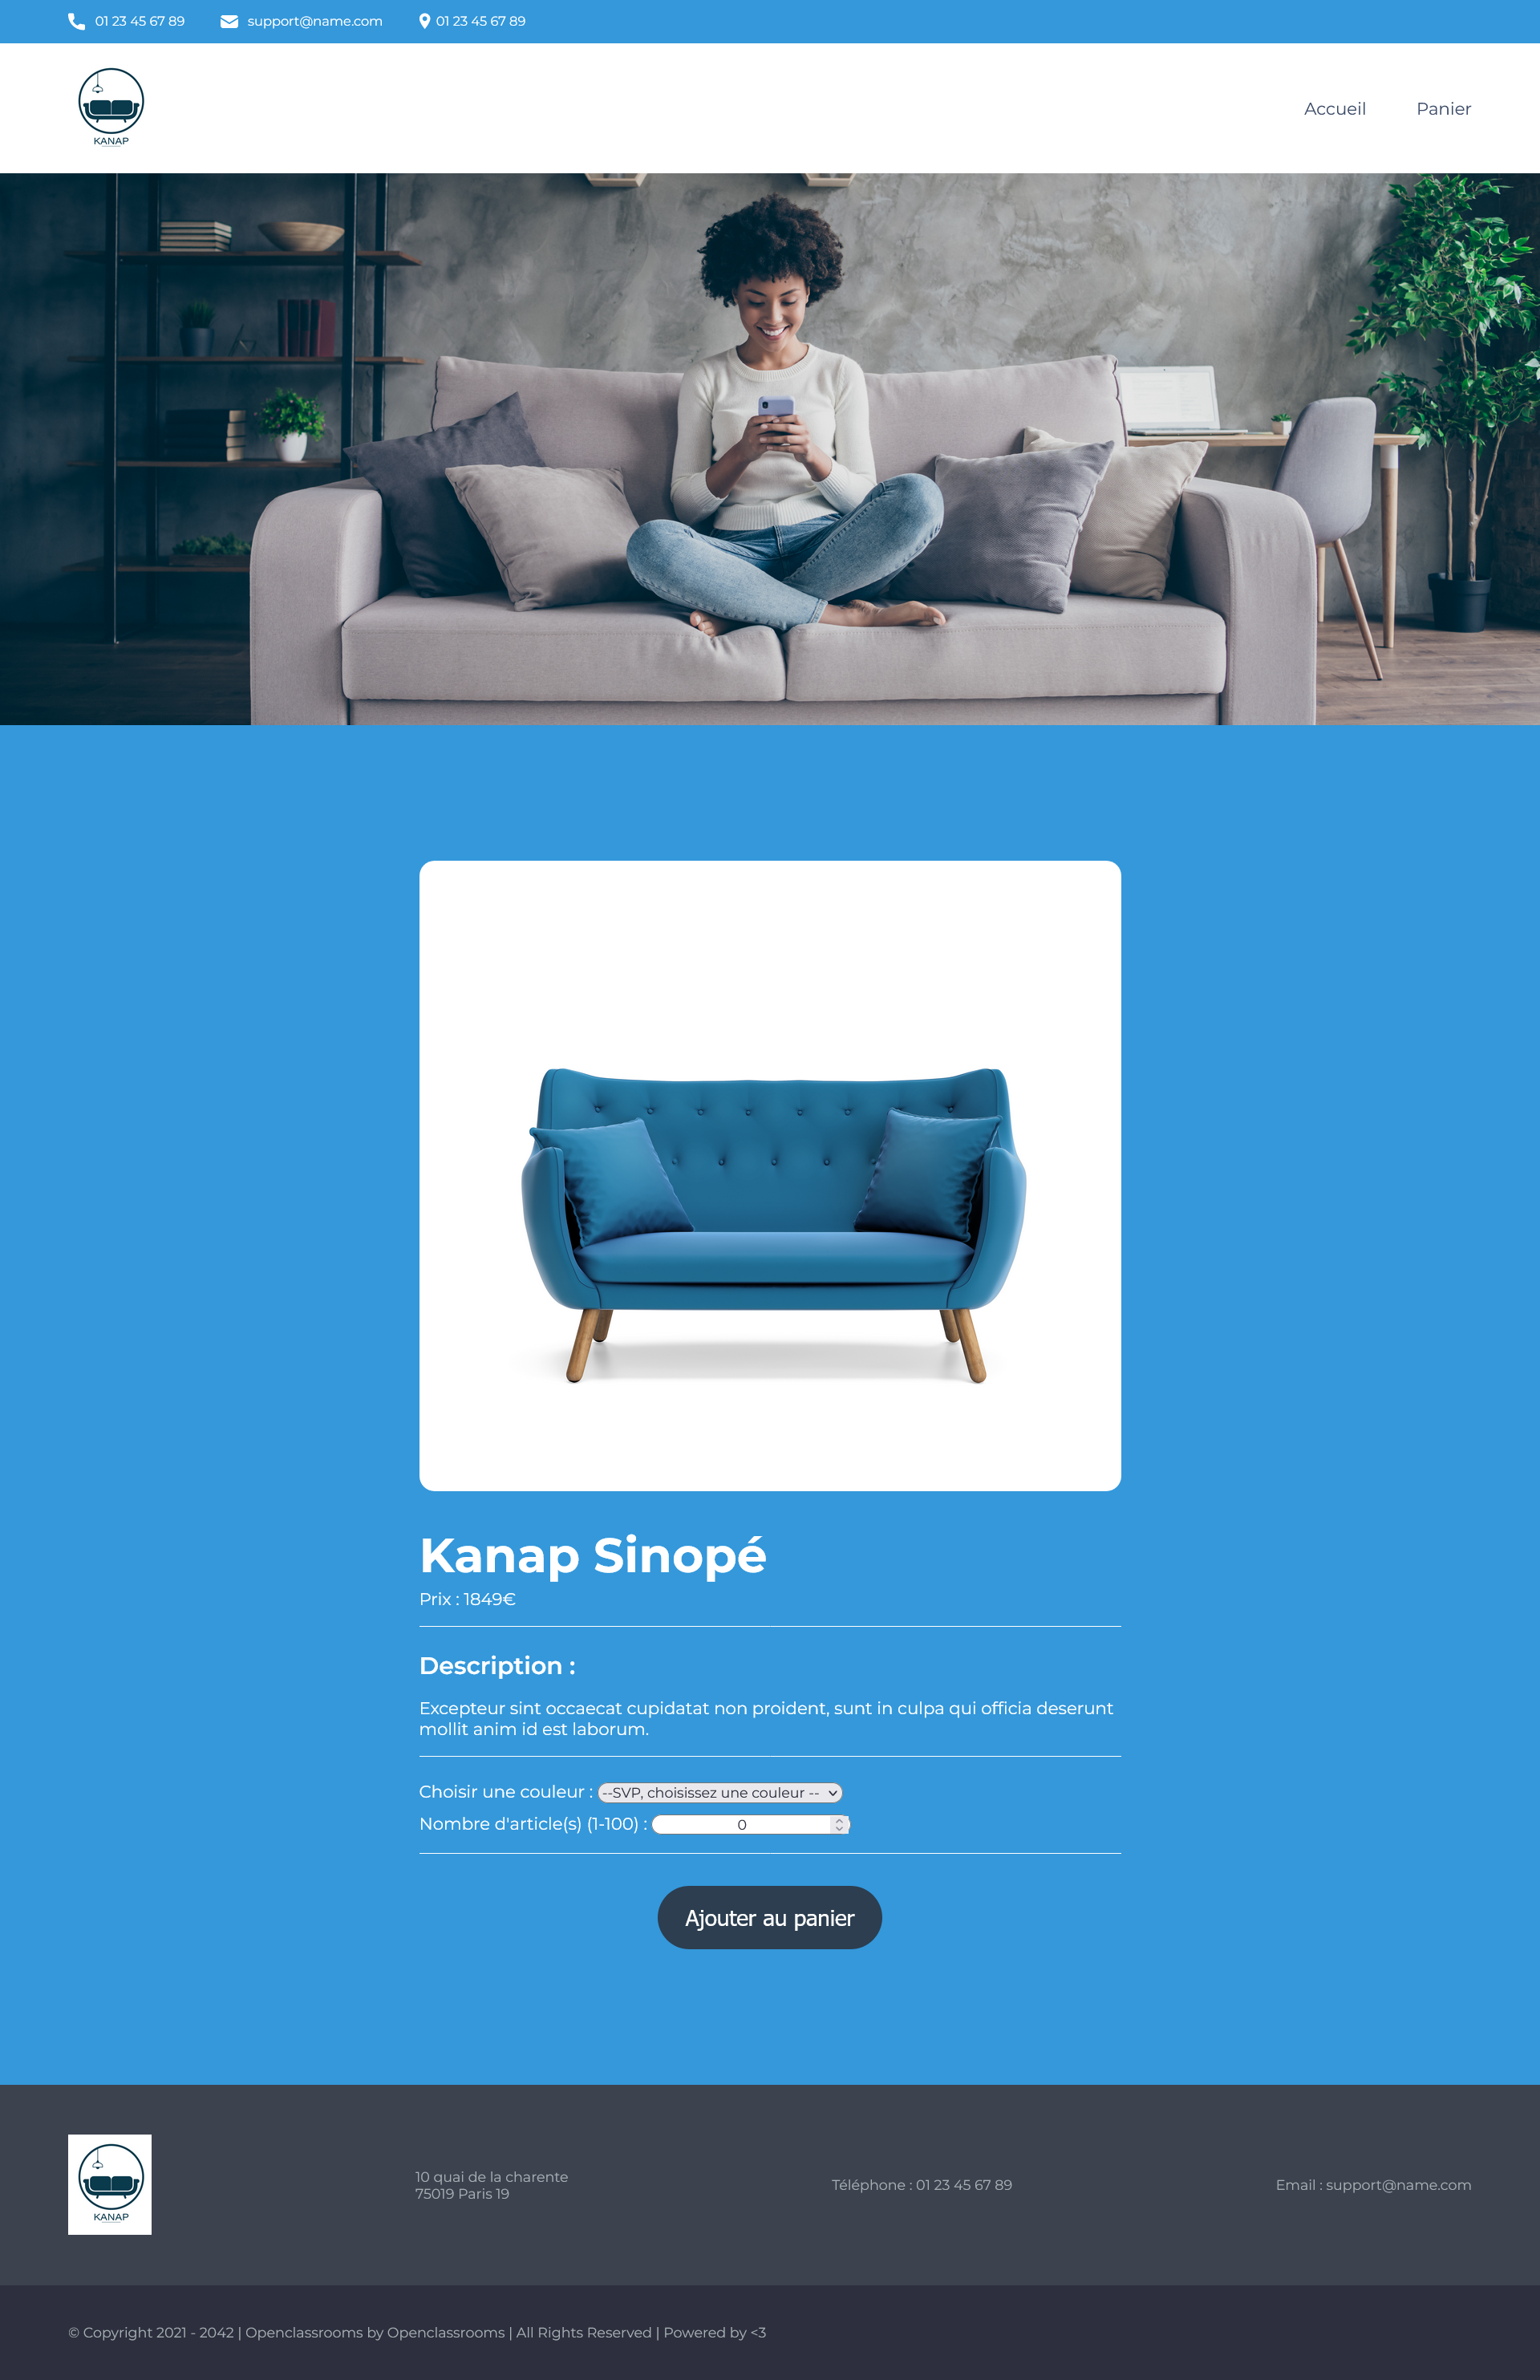 01 23 45 67 89 support@name.com 01 23 45 67 89
KANAP
Accueil Panier
Kanap Sinopé
Prix : 1849€
Description :
Excepteur sint occaecat cupidatat non proident, sunt in culpa qui officia deserunt
mollit anim id est laborum.
Choisir une couleur : --SVP, choisissez une couleur --
Nombre d'article(s) (1-100) : 0
Ajouter au panier
KANAP
10 quai de la charente
75019 Paris 19
Téléphone : 01 23 45 67 89
Email : support@name.com
© Copyright 2021 - 2042 | Openclassrooms by Openclassrooms | All Rights Reserved | Powered by <3